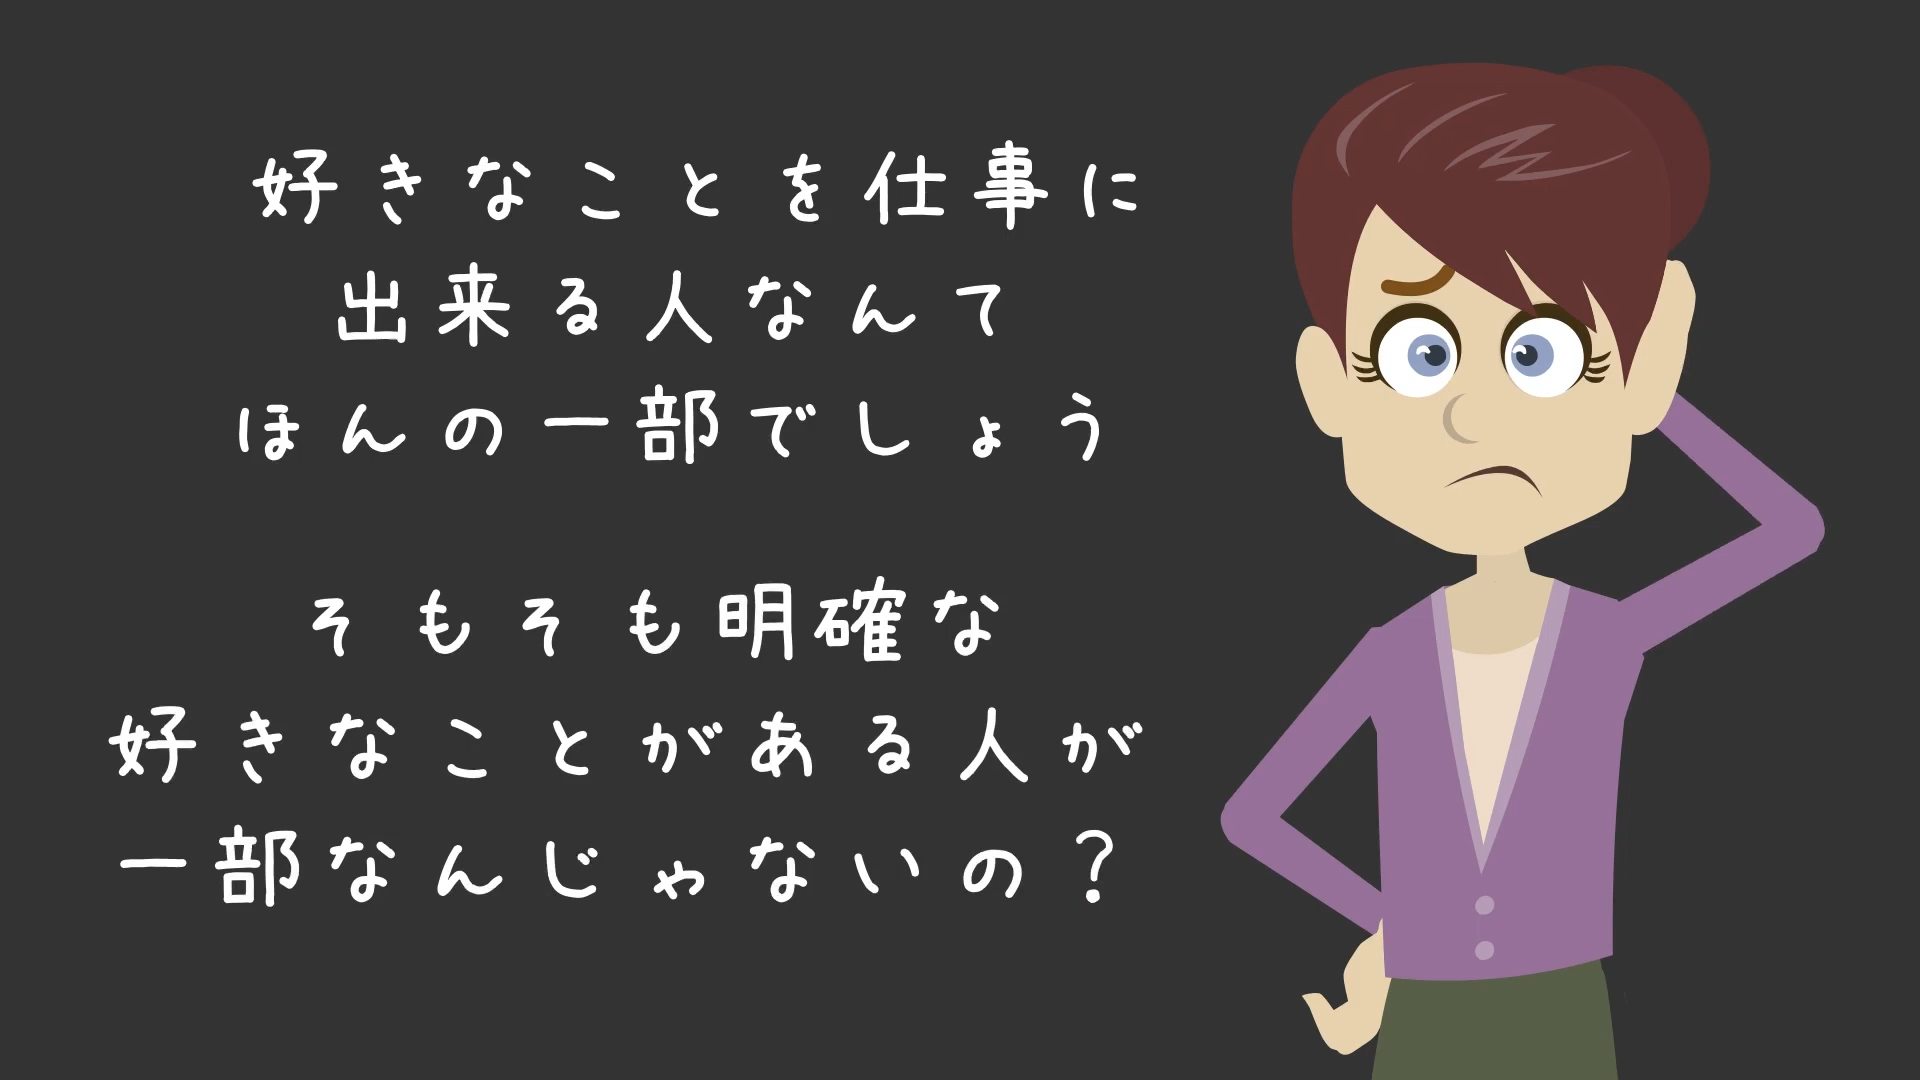 好きなことを仕事に
出来る人なんて
ほんの一部でしょう
そもそも明確な
好きなことがある人が
一部なんじゃないの？